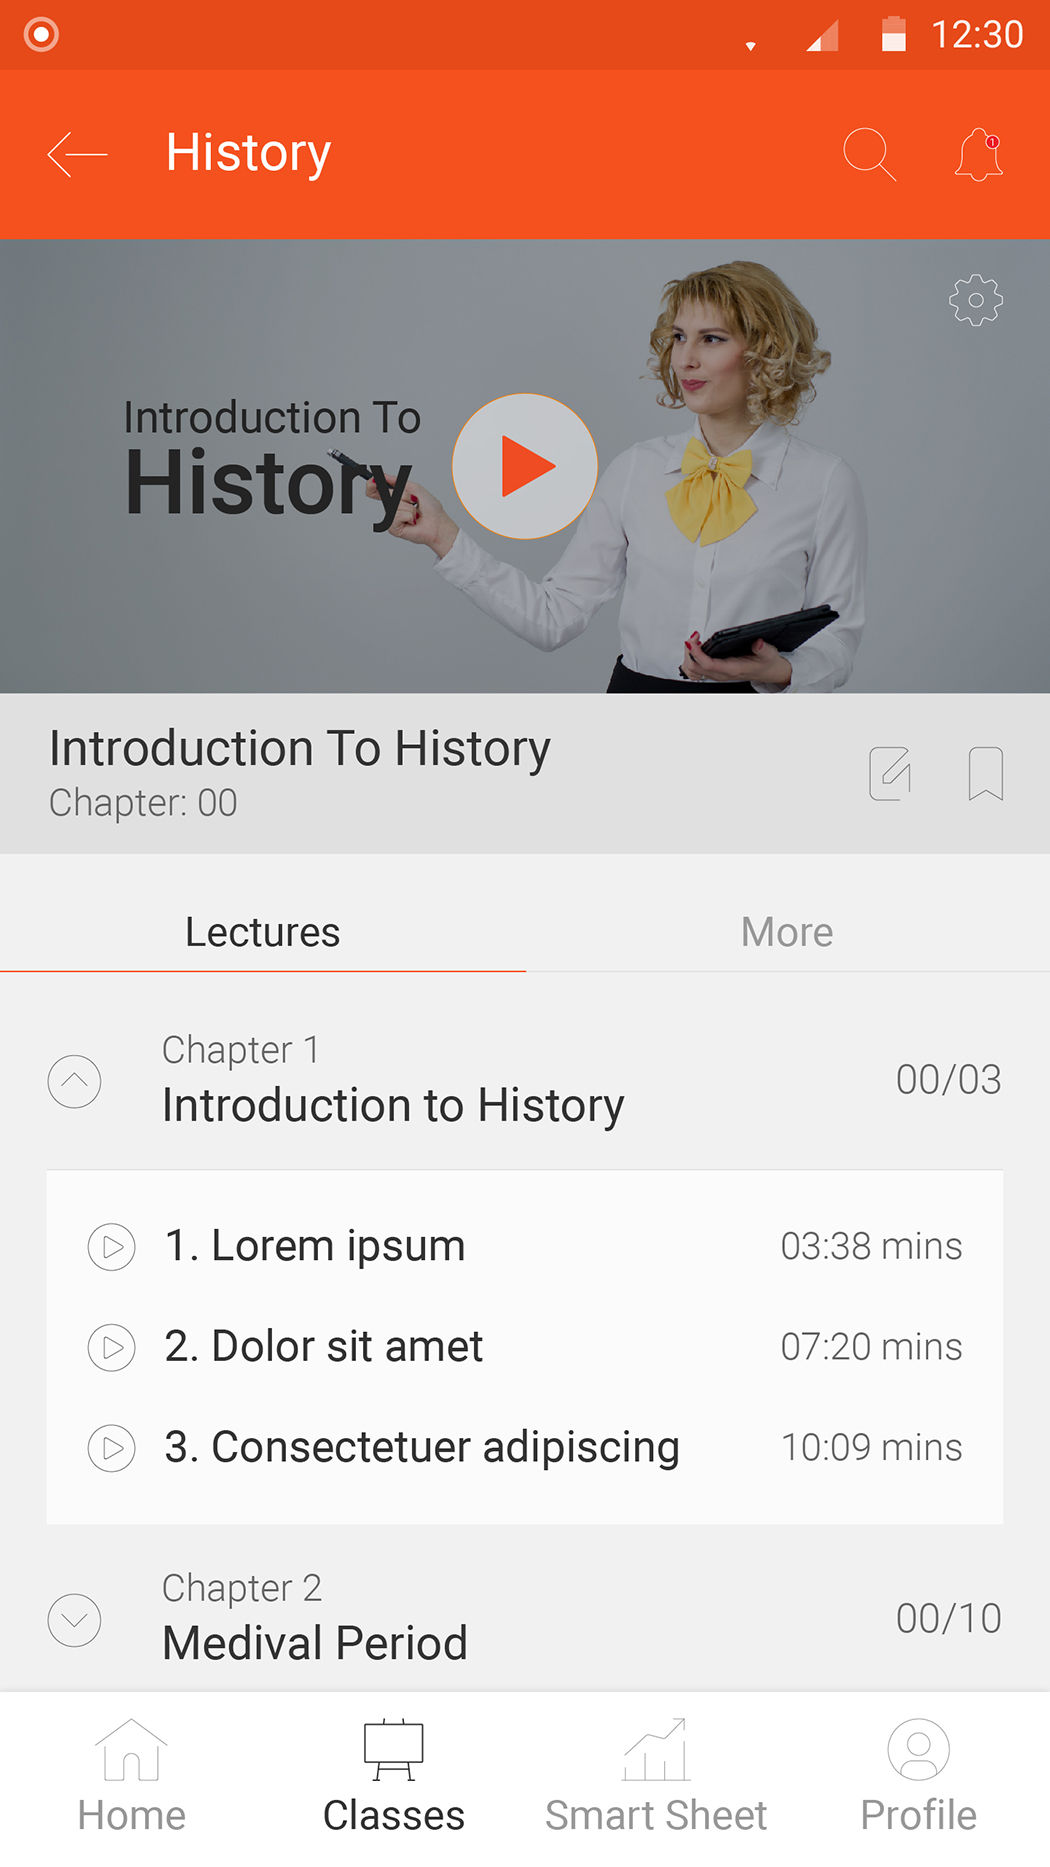 12:30
History
1
Introduction To
History
Introduction To History
Chapter: 00
Lectures
More
Chapter 1
Introduction to History
00/03
1. Lorem ipsum
03:38 mins
2. Dolor sit amet
07:20 mins
3. Consectetuer adipiscing
10:09 mins
Chapter 2
Medival Period
00/10
Home
Classes
Smart Sheet
Profile